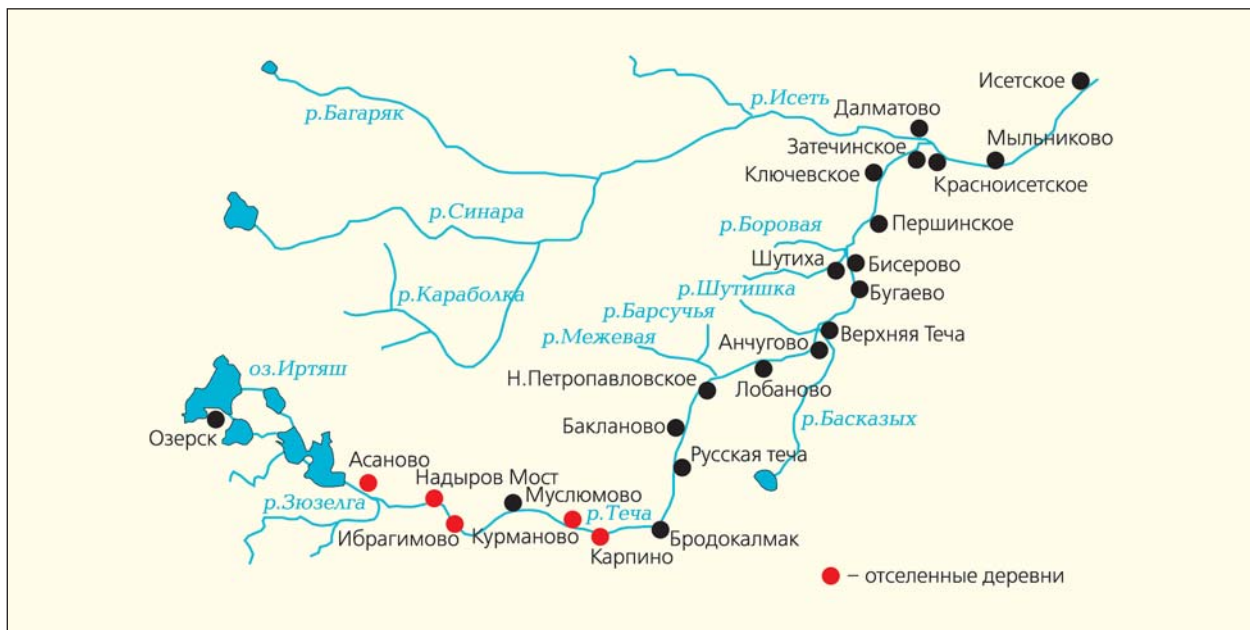 Исетское
р.Исеть
Далматово
р.Багаряк
Затечинское
Мыльниково
Ключевское
Красноисетское
р.Синара
Першинское
р.Боровая
Шутиха
Бисерово
р.Караболка
р.Шутишка
Бугаево
р.Барсучья
р.Межевая
Анчугово
Верхняя Теча
оз.Иртяш
Н.Петропавловское
Лобаново
р.Басказых
Озерск
Бакланово
Асаново
Русская теча
Надыров Мост
Муслюмово
р.Зюзелга
р.Теча
Ибрагимово
Курманово
Бродокалмак
Карпино
– отселенные деревни